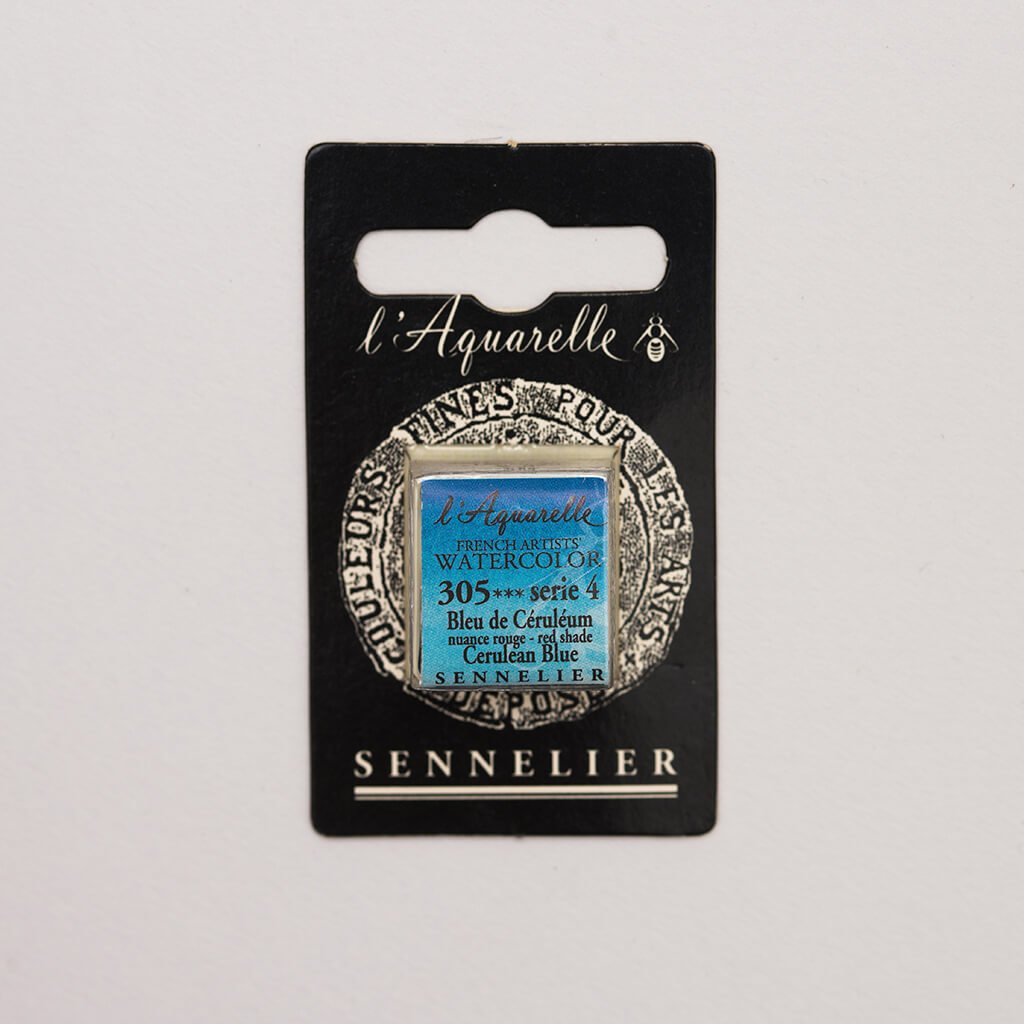 l'Aquarelle
COULEURS FINES POUR LES ARTS
DÉPOSÉ
l'Aquarelle
FRENCH ARTISTS'
WATERCOLOR
305*** serie 4
Bleu de Céruléum
nuance rouge - red shade
Cerulean Blue
SENNELIER
SENNELIER